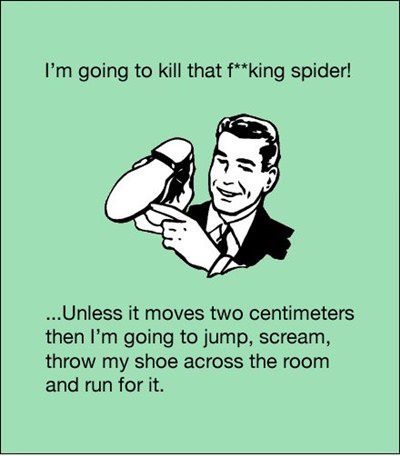 I'm going to kill that f**king spider!
...Unless it moves two centimeters
then I'm going to jump, scream,
throw my shoe across the room
and run for it.